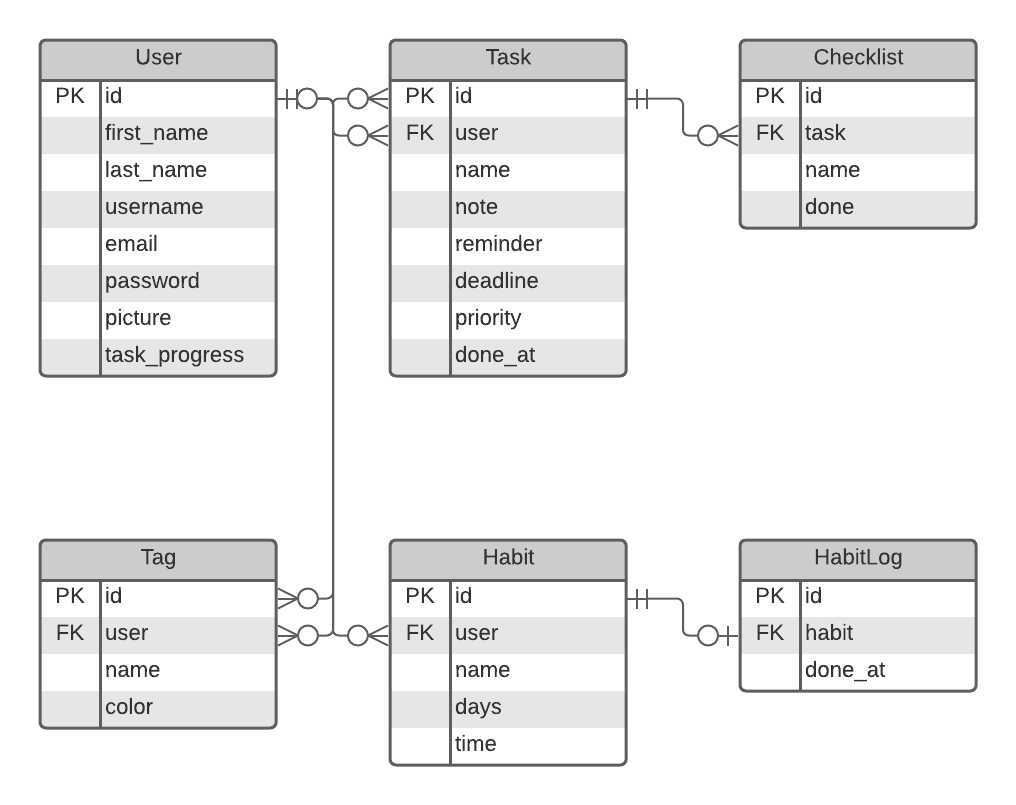 User
PK id
first_name
last_name
username
email
password
picture
task_progress
Task
PK id
FK user
name
note
reminder
deadline
priority
done_at
Checklist
PK id
FK task
name
done
Tag
PK id
FK user
name
color
Habit
PK id
FK user
name
days
time
HabitLog
PK id
FK habit
done_at